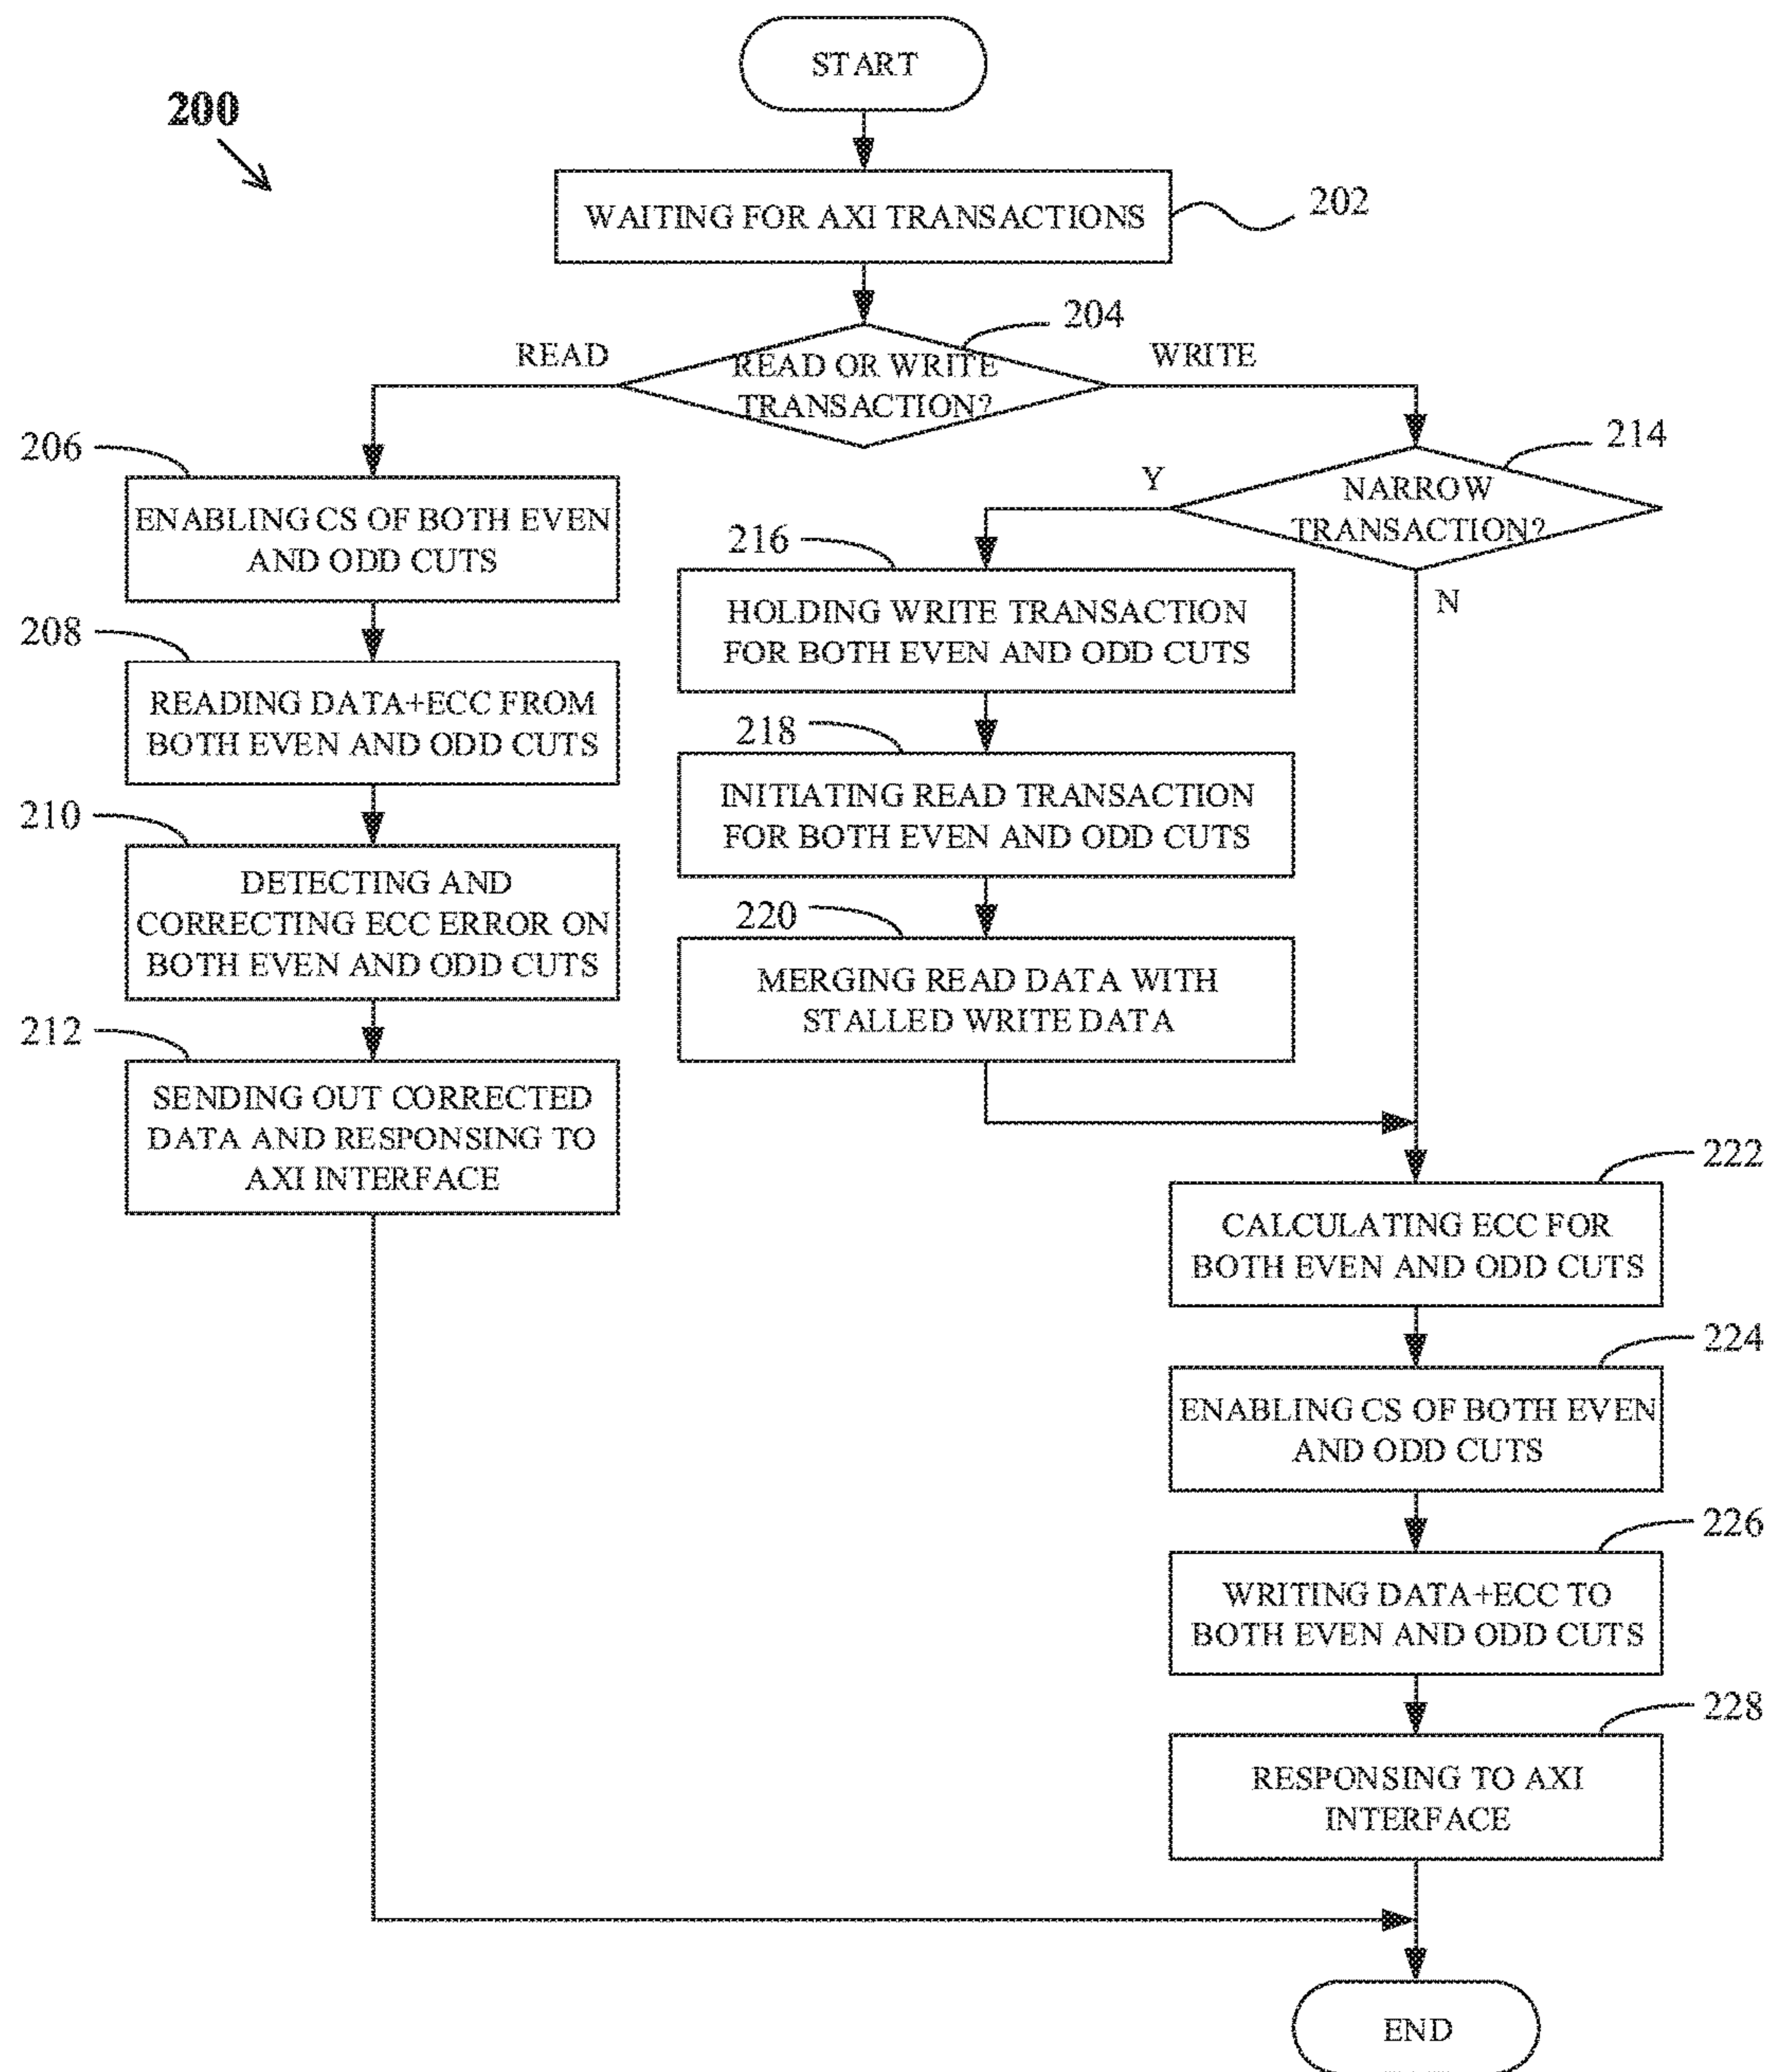 START
200
WAITING FOR AXI TRANSACTIONS
202
204
READ
READ OR WRITE
TRANSACTION?
WRITE
206
ENABLING CS OF BOTH EVEN
AND ODD CUTS
208
READING DATA+ECC FROM
BOTH EVEN AND ODD CUTS
210
DETECTING AND
CORRECTING ECC ERROR ON
BOTH EVEN AND ODD CUTS
212
SENDING OUT CORRECTED
DATA AND RESPONSING TO
AXI INTERFACE
214
NARROW
TRANSACTION?
Y
N
216
HOLDING WRITE TRANSACTION
FOR BOTH EVEN AND ODD CUTS
218
INITIATING READ TRANSACTION
FOR BOTH EVEN AND ODD CUTS
220
MERGING READ DATA WITH
STALLED WRITE DATA
222
CALCULATING ECC FOR
BOTH EVEN AND ODD CUTS
224
ENABLING CS OF BOTH EVEN
AND ODD CUTS
226
WRITING DATA+ECC TO
BOTH EVEN AND ODD CUTS
228
RESPONSING TO AXI
INTERFACE
END